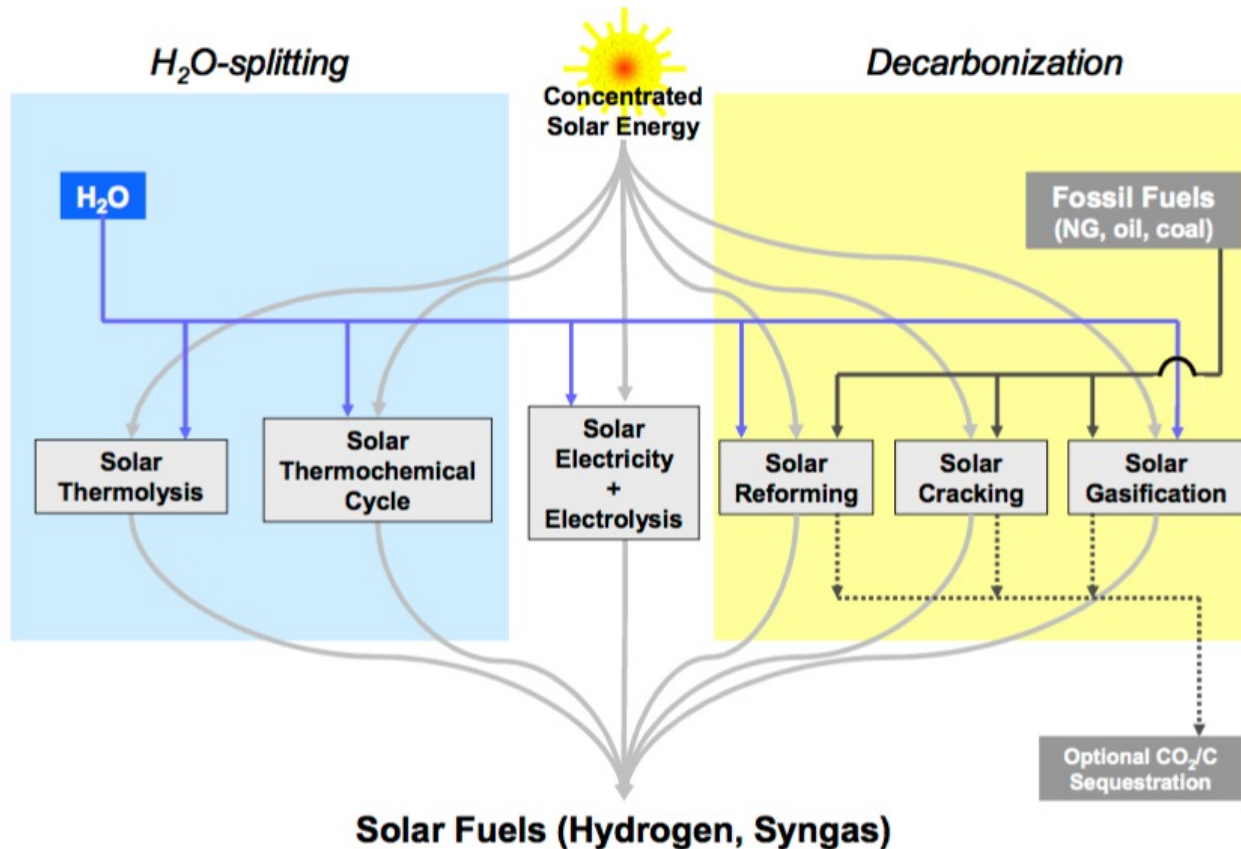 H₂O-splitting
Concentrated
Solar Energy
Decarbonization
H₂O
Fossil Fuels
(NG, oil, coal)
Solar
Thermolysis
Solar
Thermochemical
Cycle
Solar
Electricity
+
Electrolysis
Solar
Reforming
Solar
Cracking
Solar
Gasification
Optional CO₂/C
Sequestration
Solar Fuels (Hydrogen, Syngas)